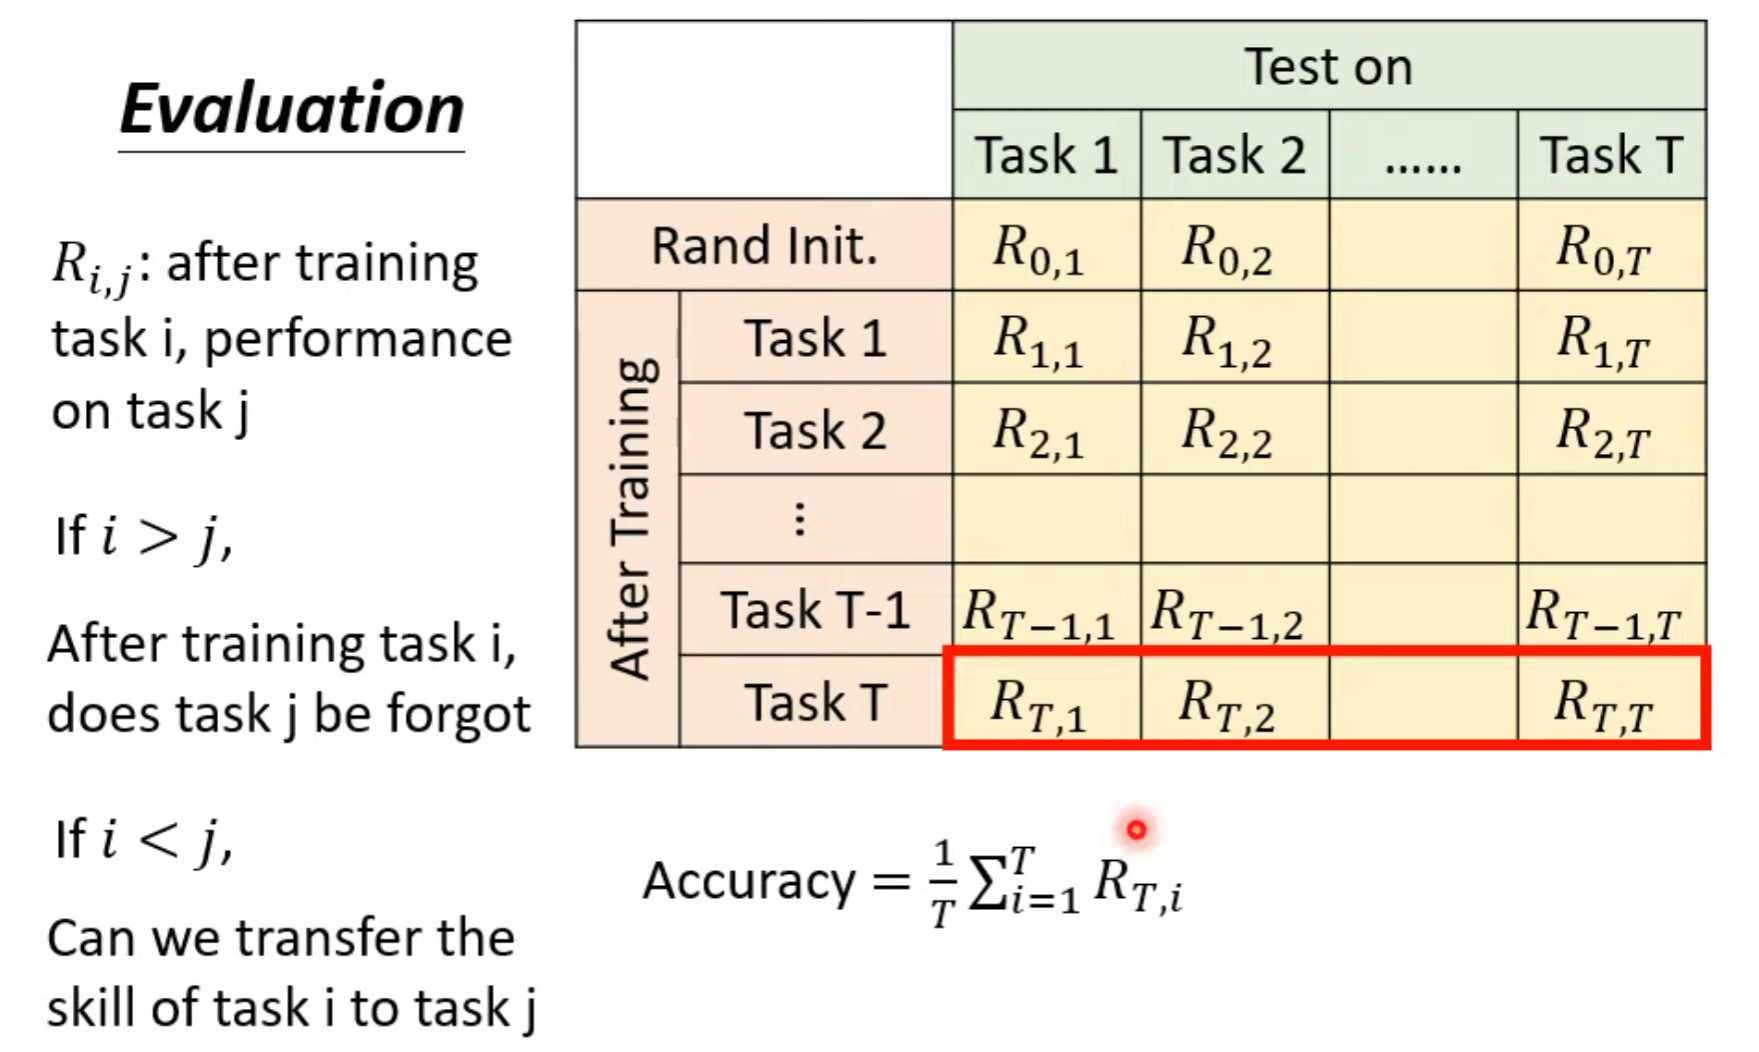 Evaluation
R_{i,j}: after training
task i, performance
on task j
If i > j,
After training task i,
does task j be forgot
If i < j,
Can we transfer the
skill of task i to task j
Test on
Task 1 Task 2 ...... Task T
Rand Init. R_{0,1} R_{0,2} R_{0,T}
After Training
Task 1 R_{1,1} R_{1,2} R_{1,T}
Task 2 R_{2,1} R_{2,2} R_{2,T}
⋮
Task T-1 R_{T−1,1} R_{T−1,2} R_{T−1,T}
Task T R_{T,1} R_{T,2} R_{T,T}
Accuracy = \frac{1}{T} \sum_{i=1}^{T} R_{T,i}